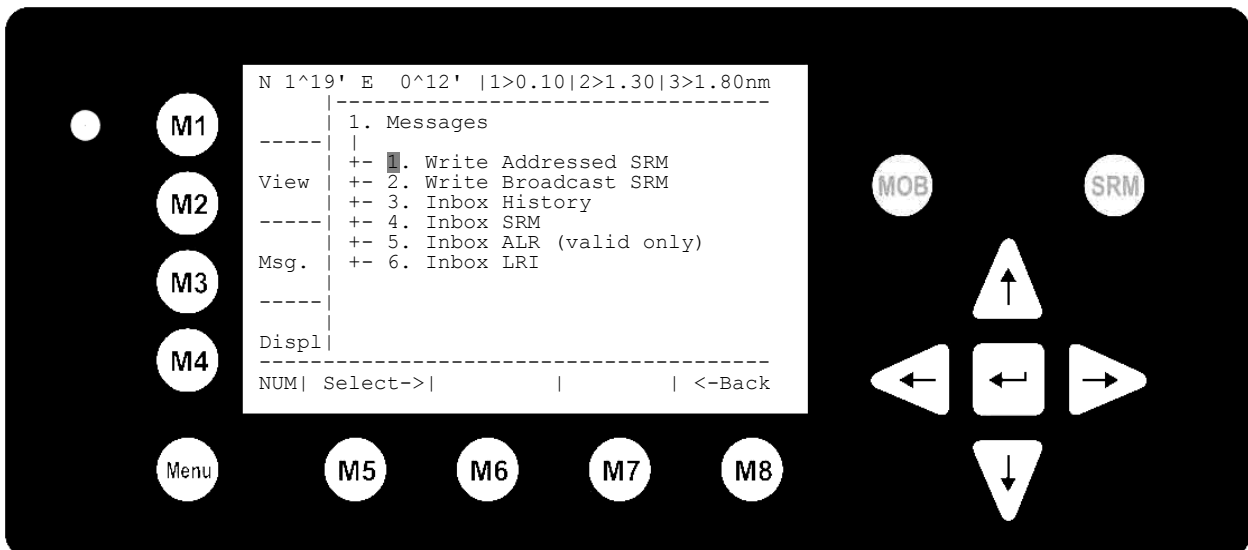 N 1^19' E 0^12' |1>0.10|2>1.30|3>1.80nm
|----------------------------------
M1 | 1. Messages
-----| |
| +- 1. Write Addressed SRM
View | +- 2. Write Broadcast SRM
M2 | +- 3. Inbox History
-----| +- 4. Inbox SRM
| +- 5. Inbox ALR (valid only)
Msg. | +- 6. Inbox LRI
M3
-----|
|
Displ|
M4
-----------------------------------------
NUM| Select->| | | <-Back
MOB SRM
Menu M5 M6 M7 M8